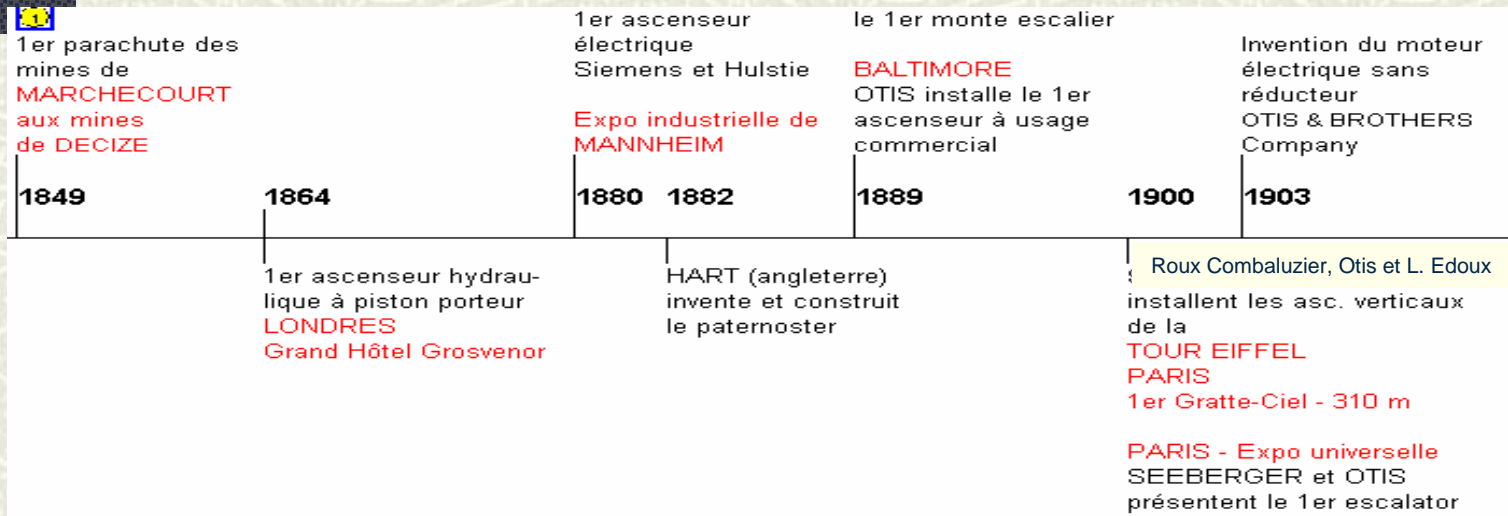 1
1er parachute des
mines de
MARCHECOURT
aux mines
de DECIZE
1849
1864
1er ascenseur hydrau-
lique à piston porteur
LONDRES
Grand Hôtel Grosvenor
1er ascenseur
électrique
Siemens et Hulstie
Expo industrielle de
MANNHEIM
1880
1882
HART (angleterre)
invente et construit
le paternoster
le 1er monte escalier
BALTIMORE
OTIS installe le 1er
ascenseur à usage
commercial
1889
1900
Roux Combaluzier, Otis et L. Edoux
installent les asc. verticaux
de la
TOUR EIFFEL
PARIS
1er Gratte-Ciel - 310 m
PARIS - Expo universelle
SEEBERGER et OTIS
présentent le 1er escalator
Invention du moteur
électrique sans
réducteur
OTIS & BROTHERS
Company
1903